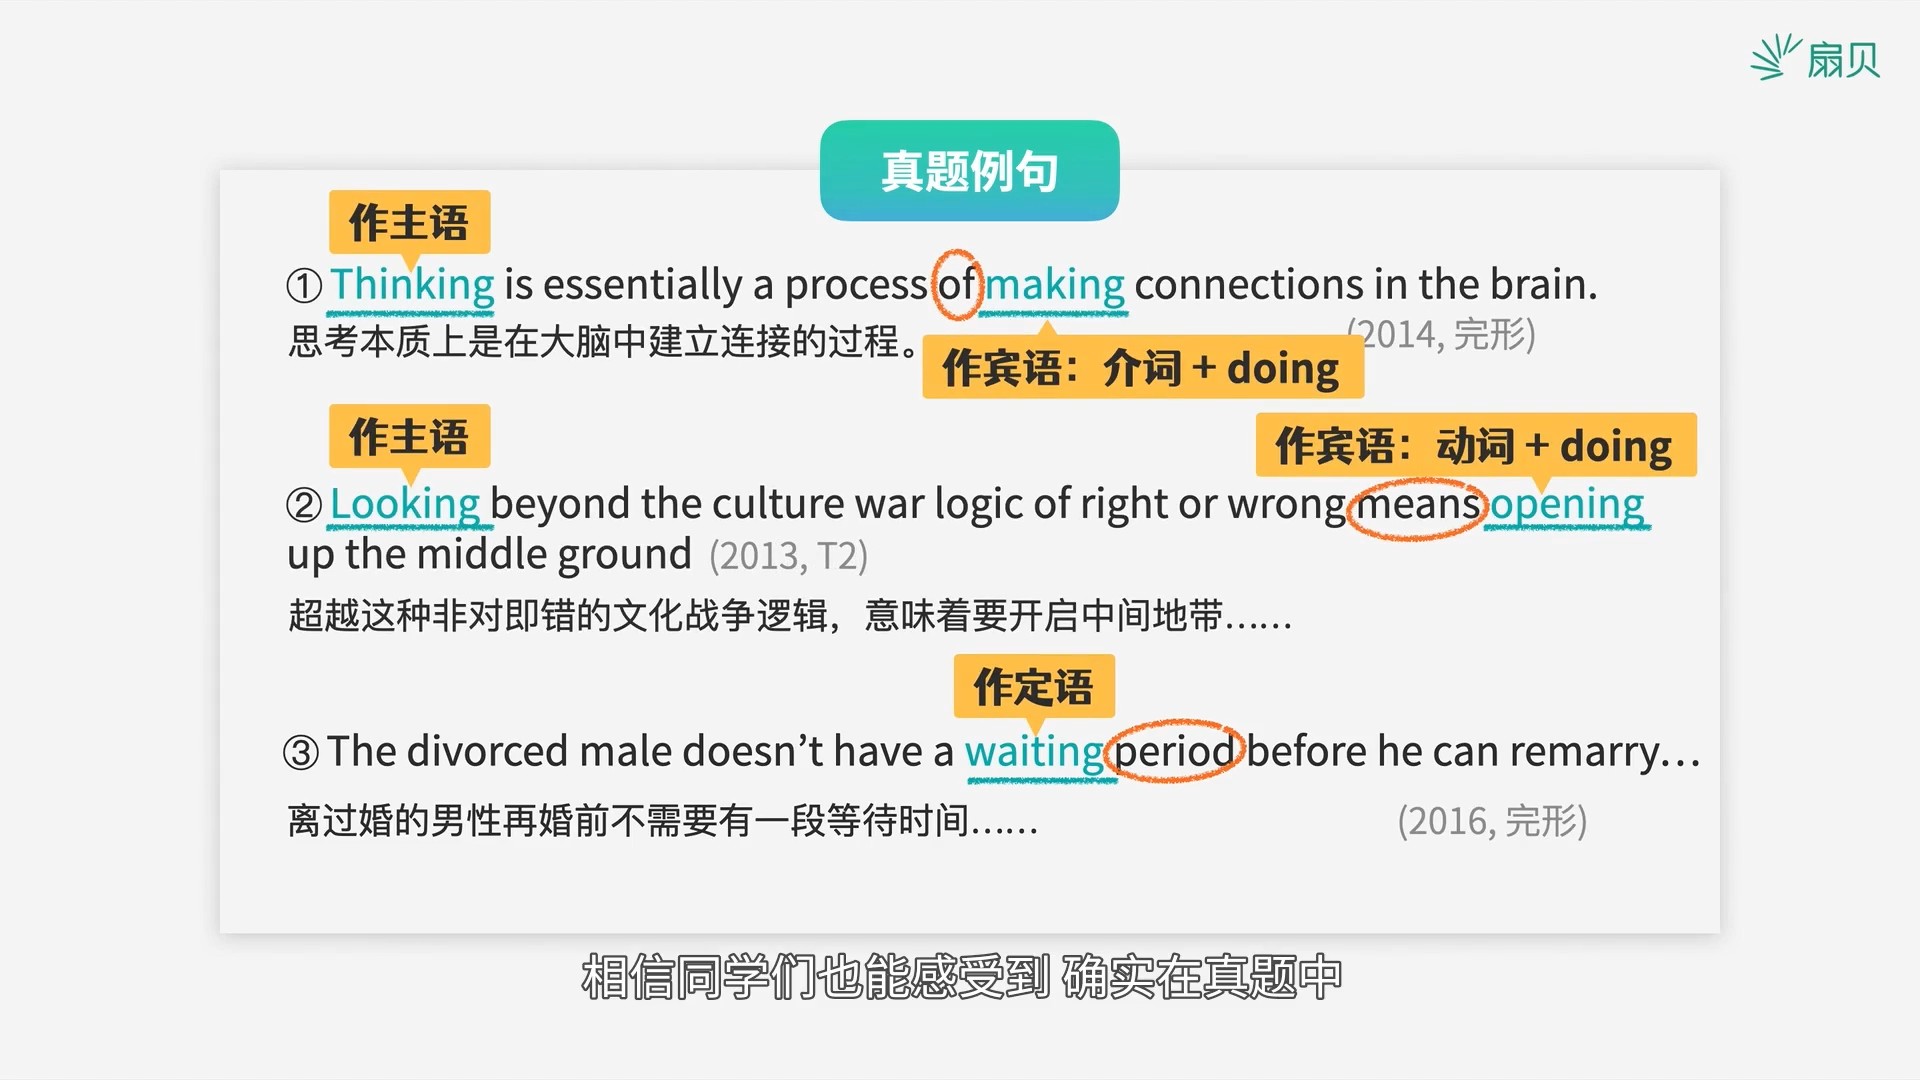 扇贝
真题例句
作主语
① Thinking is essentially a process of making connections in the brain.
思考本质上是在大脑中建立连接的过程。
(2014, 完形)
作宾语：介词 + doing
作主语
作宾语：动词 + doing
② Looking beyond the culture war logic of right or wrong means opening
up the middle ground (2013, T2)
超越这种非对即错的文化战争逻辑，意味着要开启中间地带……
作定语
③ The divorced male doesn’t have a waiting period before he can remarry…
离过婚的男性再婚前不需要有一段等待时间……
(2016, 完形)
相信同学们也能感受到 确实在真题中